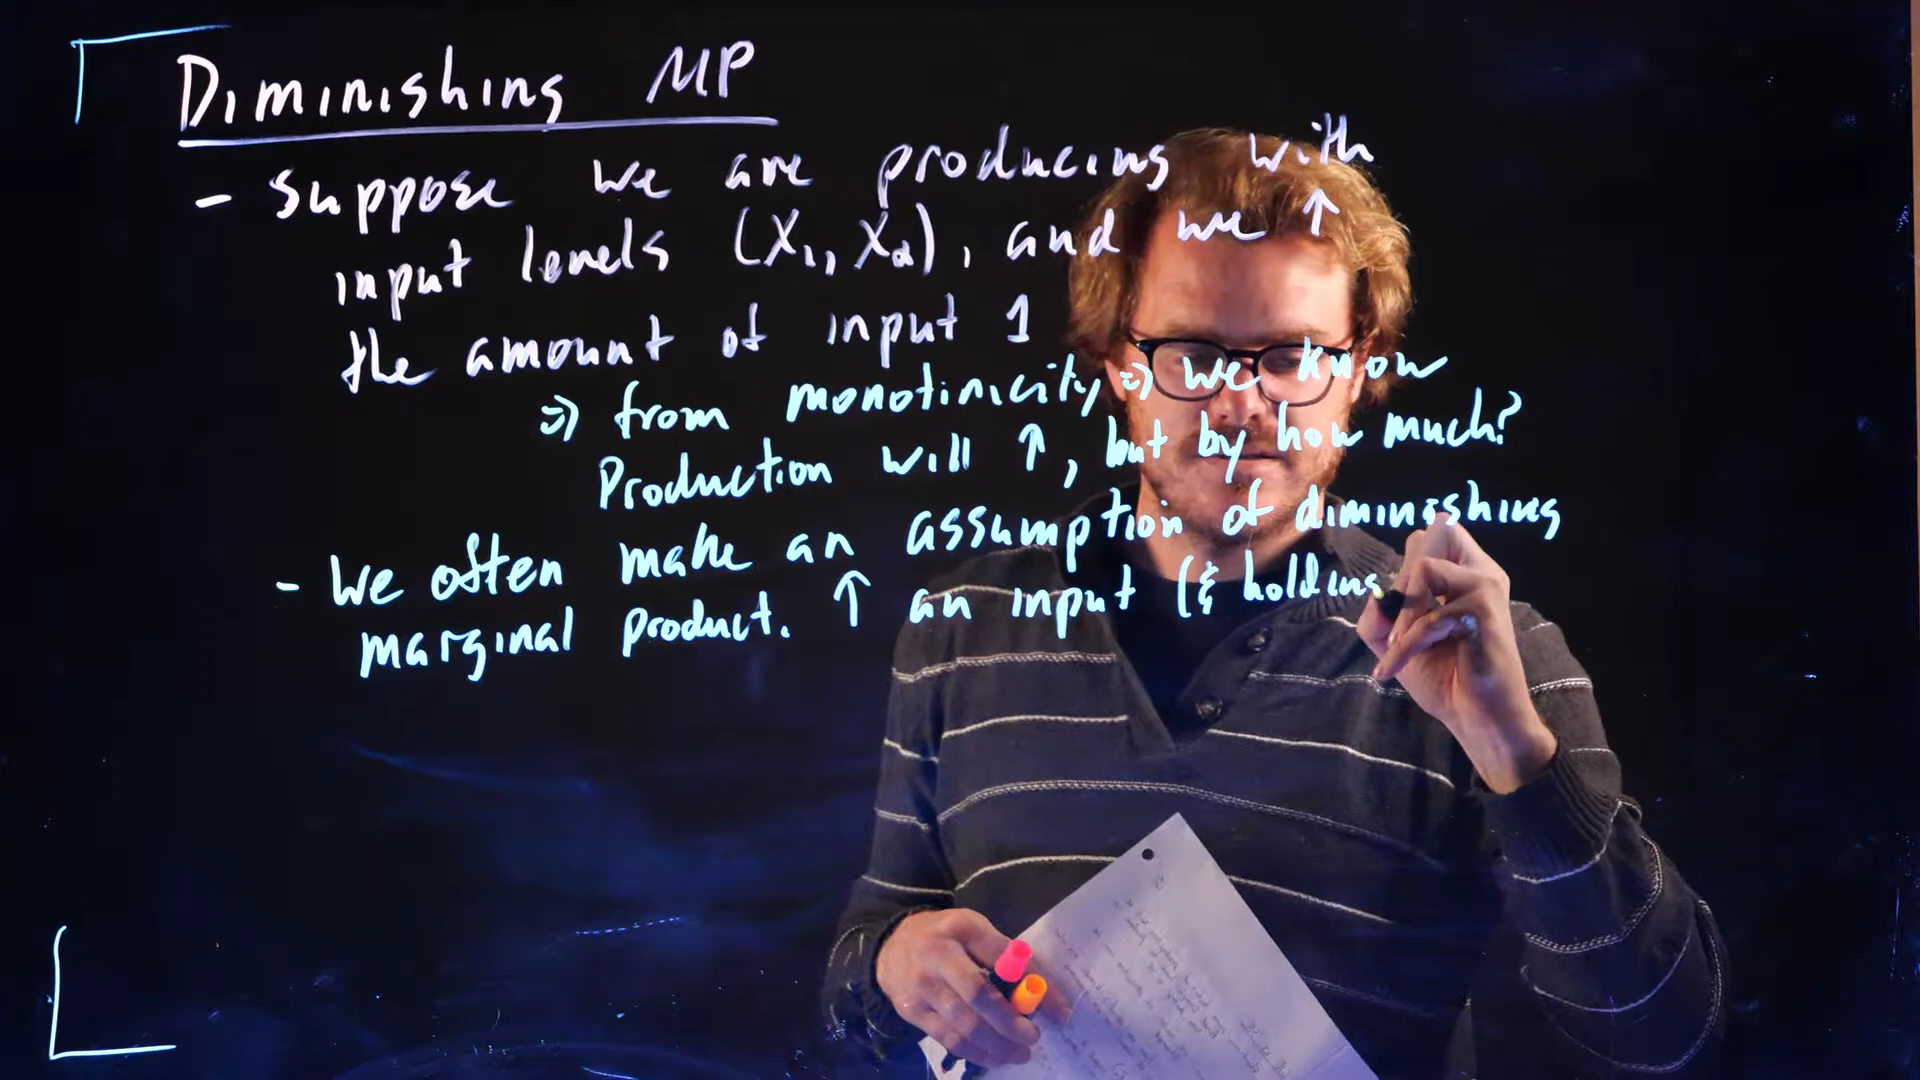 Diminishing MP
- Suppose we are producing with
input levels (X₁, X₂), and we ↑
the amount of input 1
⇒ from monotinicity ⇒ we know
Production will ↑, but by how much?
- We often make an assumption of diminishing
marginal product. ↑ an input (& holding